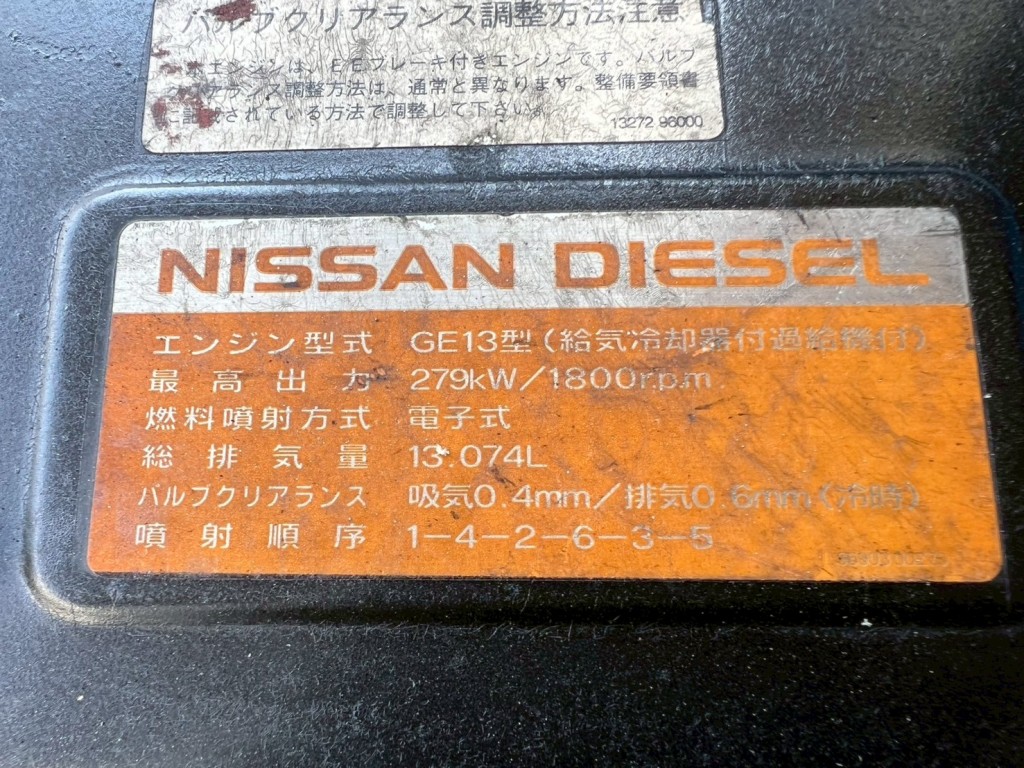 バルブクリアランス調整方法注意
エンジンは、EEブレーキ付きエンジンです。バルブ
クリアランス調整方法は、通常と異なります。整備要領書
に記載されている方法で調整して下さい。
13272 96000
NISSAN DIESEL
エンジン型式 GE13型(給気冷却器付過給機付)
最高出力 279kW/1800r.p.m.
燃料噴射方式 電子式
総排気量 13.074L
バルブクリアランス 吸気0.4mm/排気0.6mm(冷時)
噴射順序 1-4-2-6-3-5